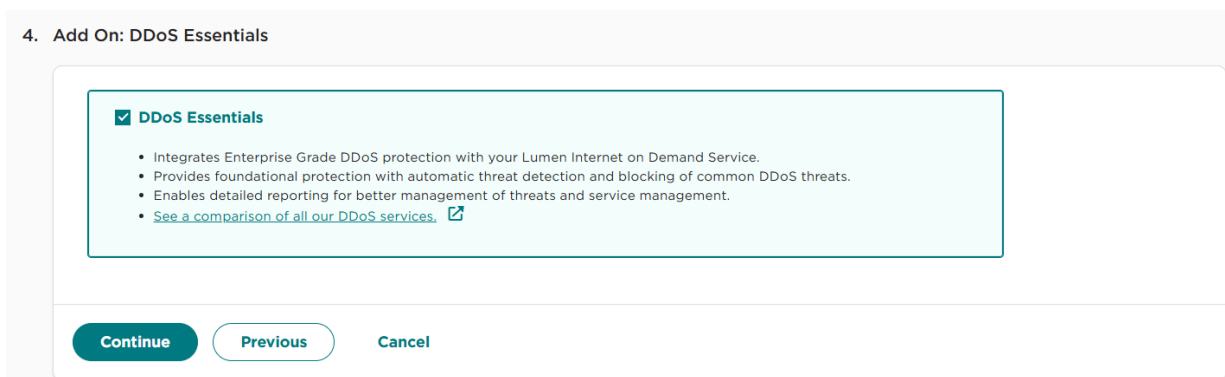 4. Add On: DDoS Essentials
DDoS Essentials
• Integrates Enterprise Grade DDoS protection with your Lumen Internet on Demand Service.
• Provides foundational protection with automatic threat detection and blocking of common DDoS threats.
• Enables detailed reporting for better management of threats and service management.
• See a comparison of all our DDoS services.
Continue Previous Cancel